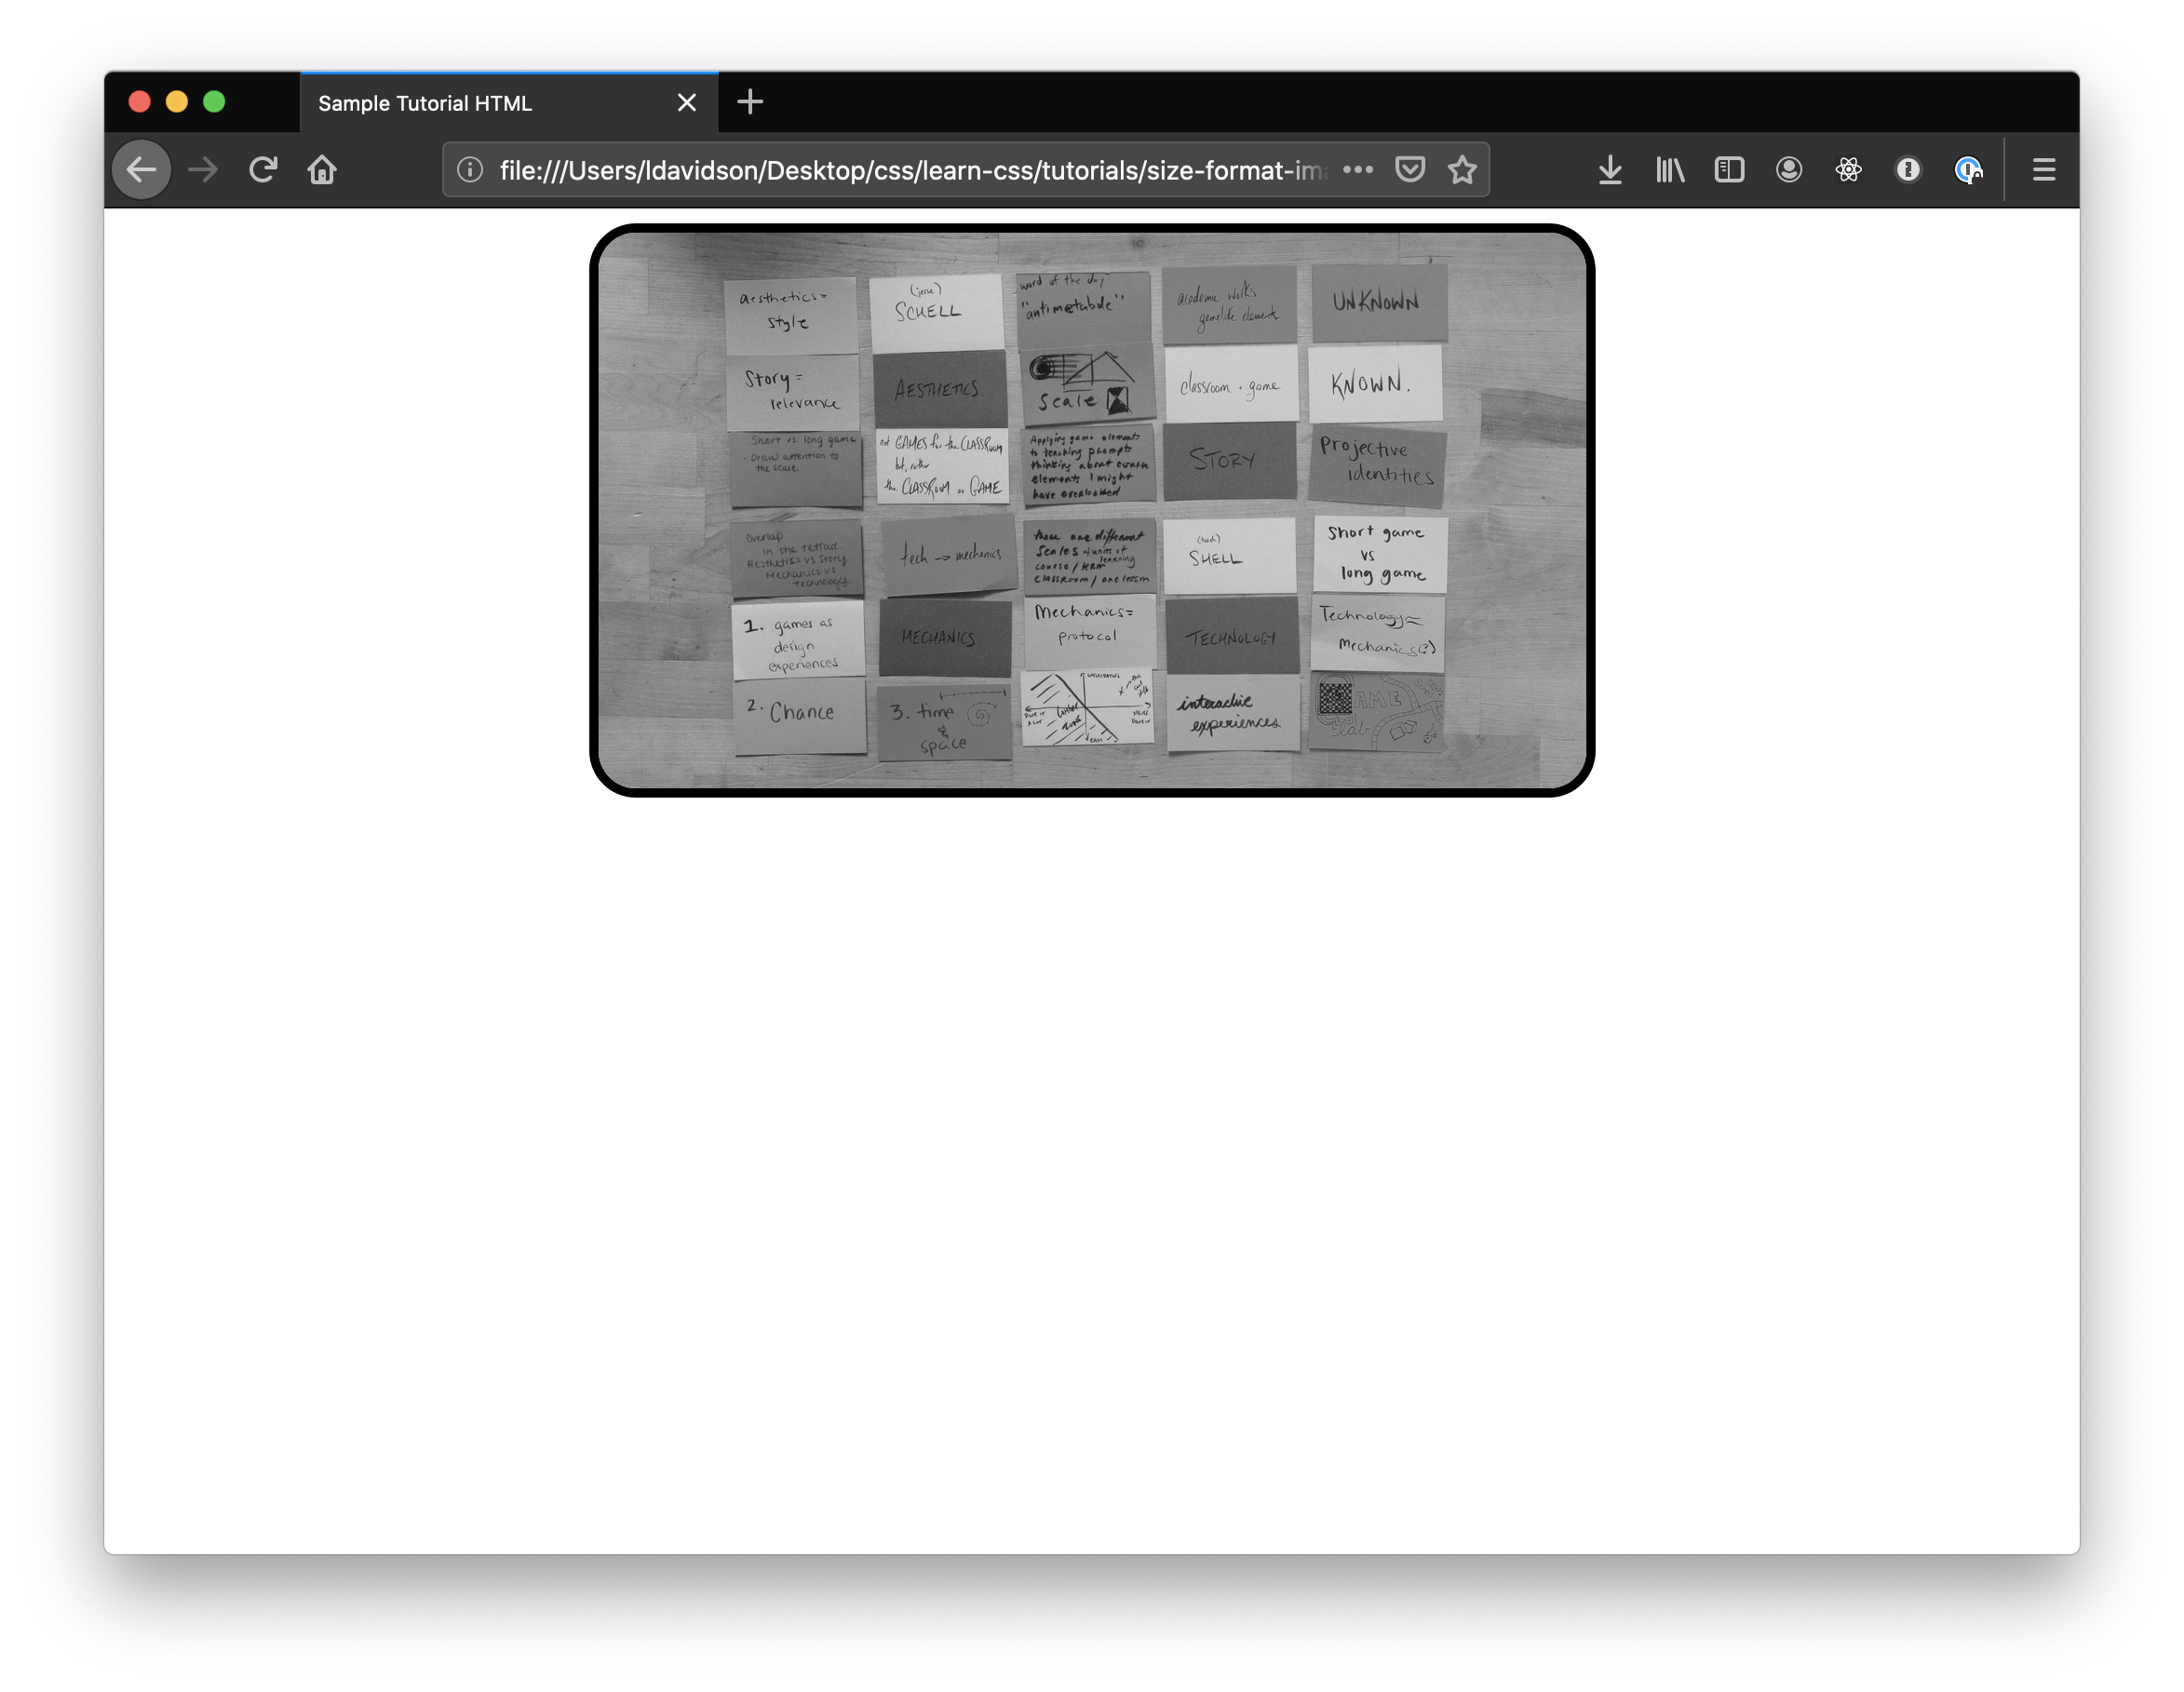 Sample Tutorial HTML
file:///Users/ldavidson/Desktop/css/learn-css/tutorials/size-format-im
aesthetics=
style
(jesse)
SCHELL
word of the day
"antimetabole"
academic work's
gamelike elements
UNKNOWN
Story =
relevance
AESTHETICS
Scale
classroom · game
KNOWN.
Short vs. long game
- Draw attention to
the scale.
not GAMES for the CLASSROOM
but, rather
the CLASSROOM as GAME
Applying game elements
to teaching prompts
thinking about course
elements I might
have overlooked
STORY
Projective
identities
Overlap
in the tetrad
Aesthetics vs Story
Mechanics vs
technology
tech → mechanics
there are different
Scales + units of
learning
course / term
classroom / one lesson
SHELL
Short game
vs
long game
1. games as
design
experiences
MECHANICS
Mechanics=
protocol
TECHNOLOGY
Technology=
Mechanics(?)
2. Chance
3. time
&
space
interactive
experiences
GAME
lab